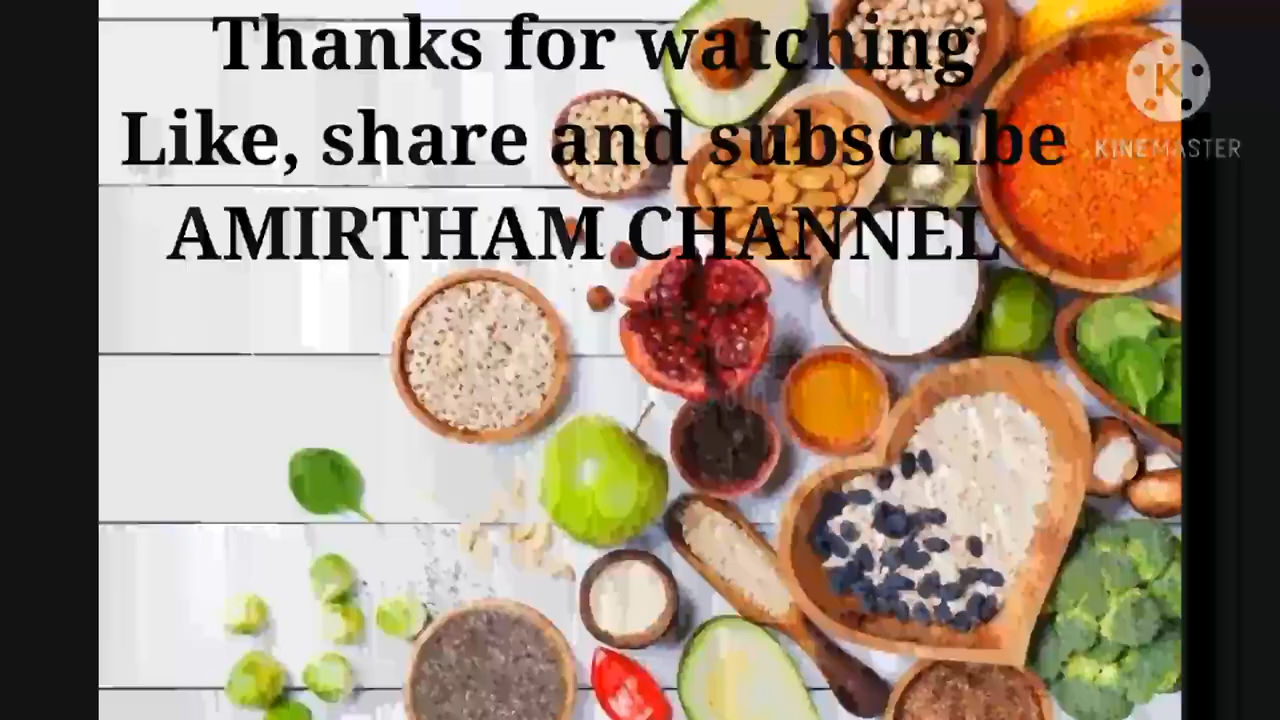 Thanks for watching
Like, share and subscribe
AMIRTHAM CHANNEL
K
KINEMASTER